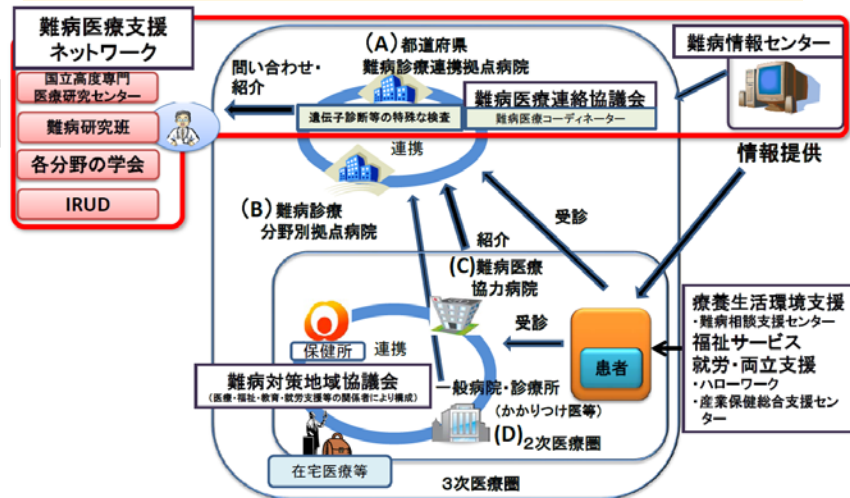 難病医療支援
ネットワーク
国立高度専門
医療研究センター
難病研究班
各分野の学会
IRUD
問い合わせ・
紹介
(A)都道府県
難病診療連携拠点病院
遺伝子診断等の特殊な検査
難病医療連絡協議会
難病医療コーディネーター
連携
難病情報センター
情報提供
(B)難病診療
分野別拠点病院
受診
紹介
(C)難病医療
協力病院
受診
保健所
連携
難病対策地域協議会
(医療・福祉・教育・就労支援等の関係者により構成)
一般病院・診療所
(かかりつけ医等)
(D)2次医療圏
在宅医療等
3次医療圏
患者
療養生活環境支援
・難病相談支援センター
福祉サービス
就労・両立支援
・ハローワーク
・産業保健総合支援セン
ター